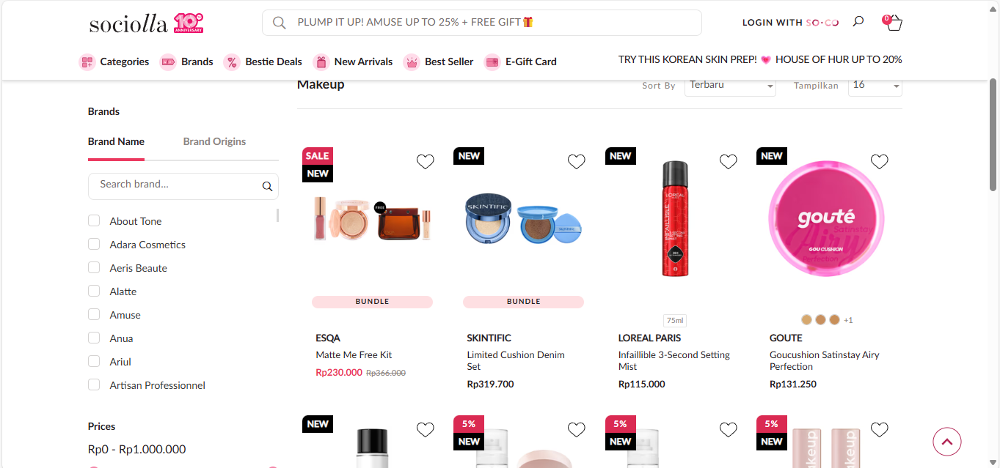 sociolla 10th ANNIVERSARY
PLUMP IT UP! AMUSE UP TO 25% + FREE GIFT
LOGIN WITH SO·CO
0
Categories
Brands
Bestie Deals
New Arrivals
Best Seller
E-Gift Card
TRY THIS KOREAN SKIN PREP! HOUSE OF HUR UP TO 20%
Makeup
Sort By
Terbaru
Tampilkan
16
Brands
Brand Name
Brand Origins
Search brand...
About Tone
Adara Cosmetics
Aeris Beaute
Alatte
Amuse
Anua
Ariul
Artisan Professionnel
Prices
Rp0 - Rp1.000.000
SALE
NEW
FREE
BUNDLE
ESQA
Matte Me Free Kit
Rp230.000 Rp366.000
NEW
SKINTIFIC
BUNDLE
SKINTIFIC
Limited Cushion Denim
Set
Rp319.700
NEW
LOREAL
INFAILLIBLE
3-SECOND
SETTING
MIST
75ml
LOREAL PARIS
Infaillible 3-Second Setting
Mist
Rp115.000
NEW
gouté
Satinstay
Airy
GOU CUSHION
Perfection
+1
GOUTE
Goucushion Satinstay Airy
Perfection
Rp131.250
NEW
5%
NEW
5%
NEW
5%
NEW
makeup
makeup